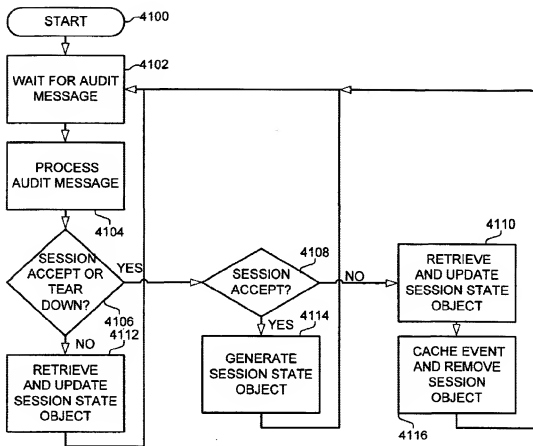 START
4100
WAIT FOR AUDIT
MESSAGE
4102
PROCESS
AUDIT MESSAGE
4104
SESSION
ACCEPT OR
TEAR
DOWN?
YES
4106
NO
SESSION
ACCEPT?
4108
NO
YES
4110
RETRIEVE
AND UPDATE
SESSION STATE
OBJECT
4112
RETRIEVE
AND UPDATE
SESSION STATE
OBJECT
4114
GENERATE
SESSION STATE
OBJECT
CACHE EVENT
AND REMOVE
SESSION
OBJECT
4116